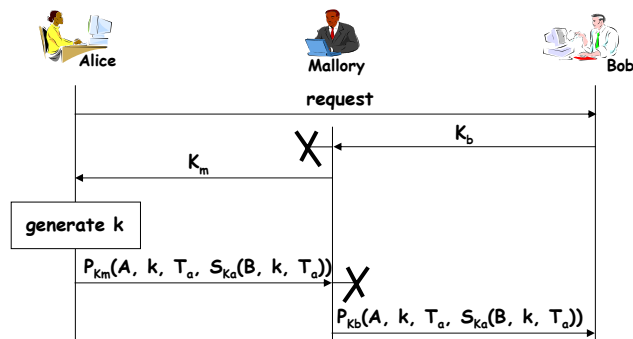 Alice
Mallory
Bob
request
K_b
K_m
generate k
P_Km(A, k, T_a, S_Ka(B, k, T_a))
P_Kb(A, k, T_a, S_Ka(B, k, T_a))